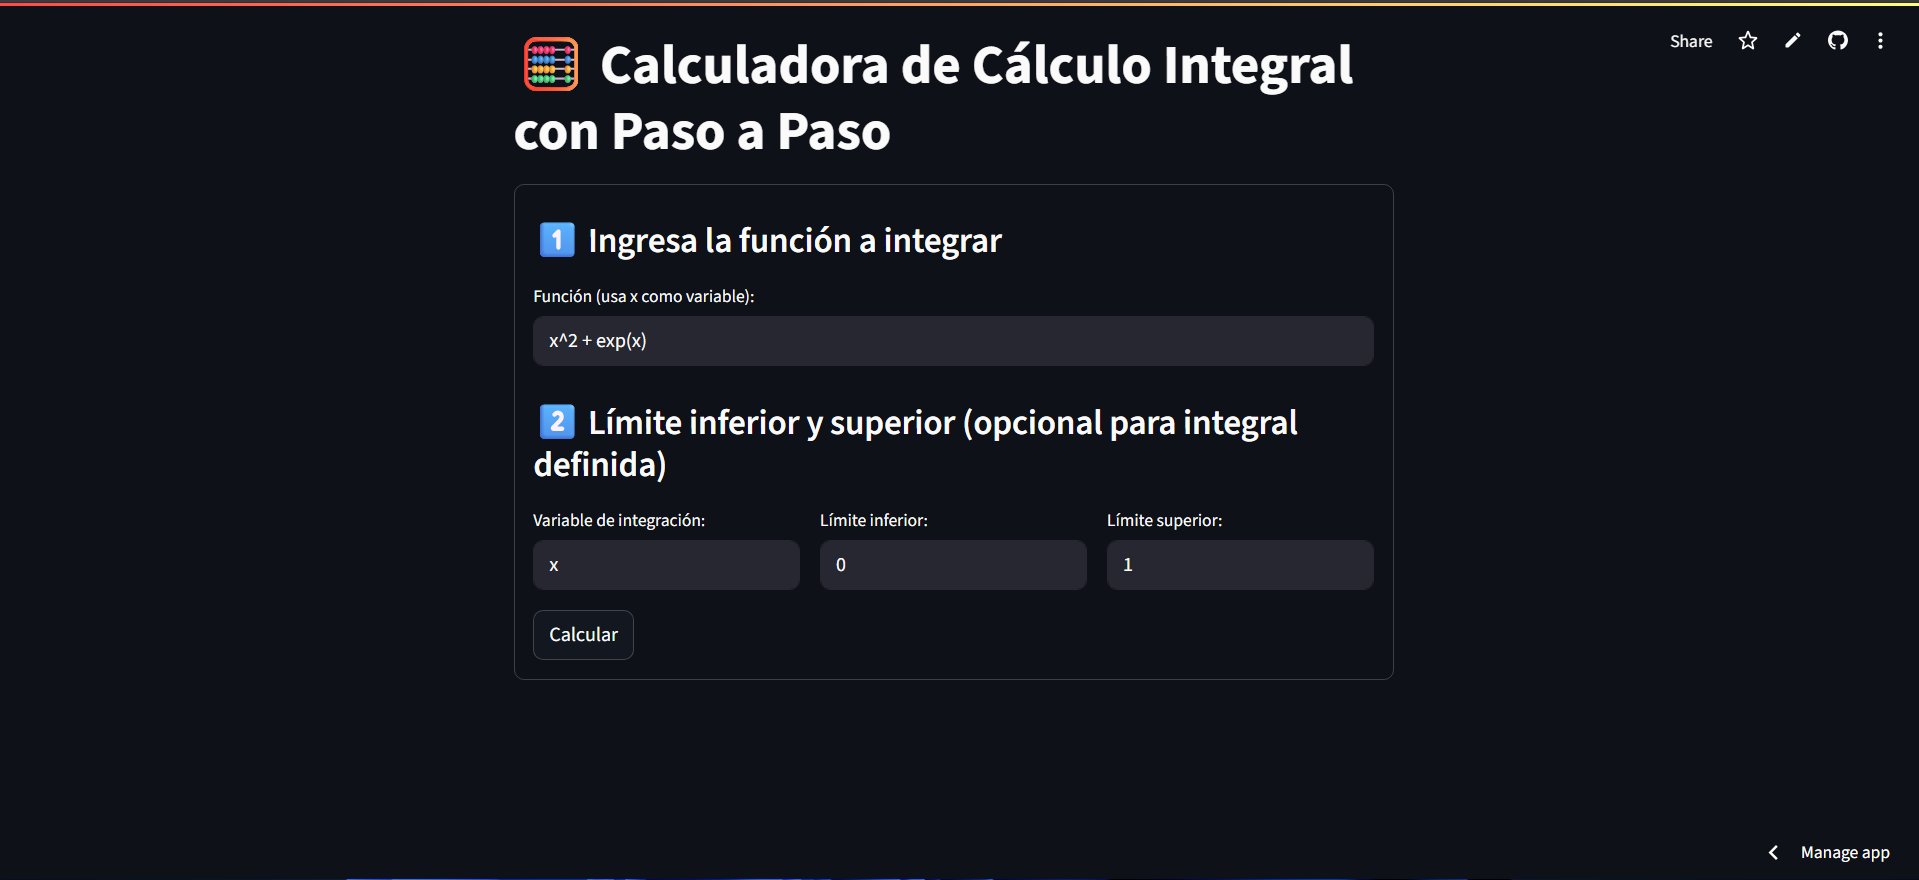 Share
Calculadora de Cálculo Integral
con Paso a Paso
1 Ingresa la función a integrar
Función (usa x como variable):
x^2 + exp(x)
2 Límite inferior y superior (opcional para integral
definida)
Variable de integración: Límite inferior: Límite superior:
x 0 1
Calcular
Manage app